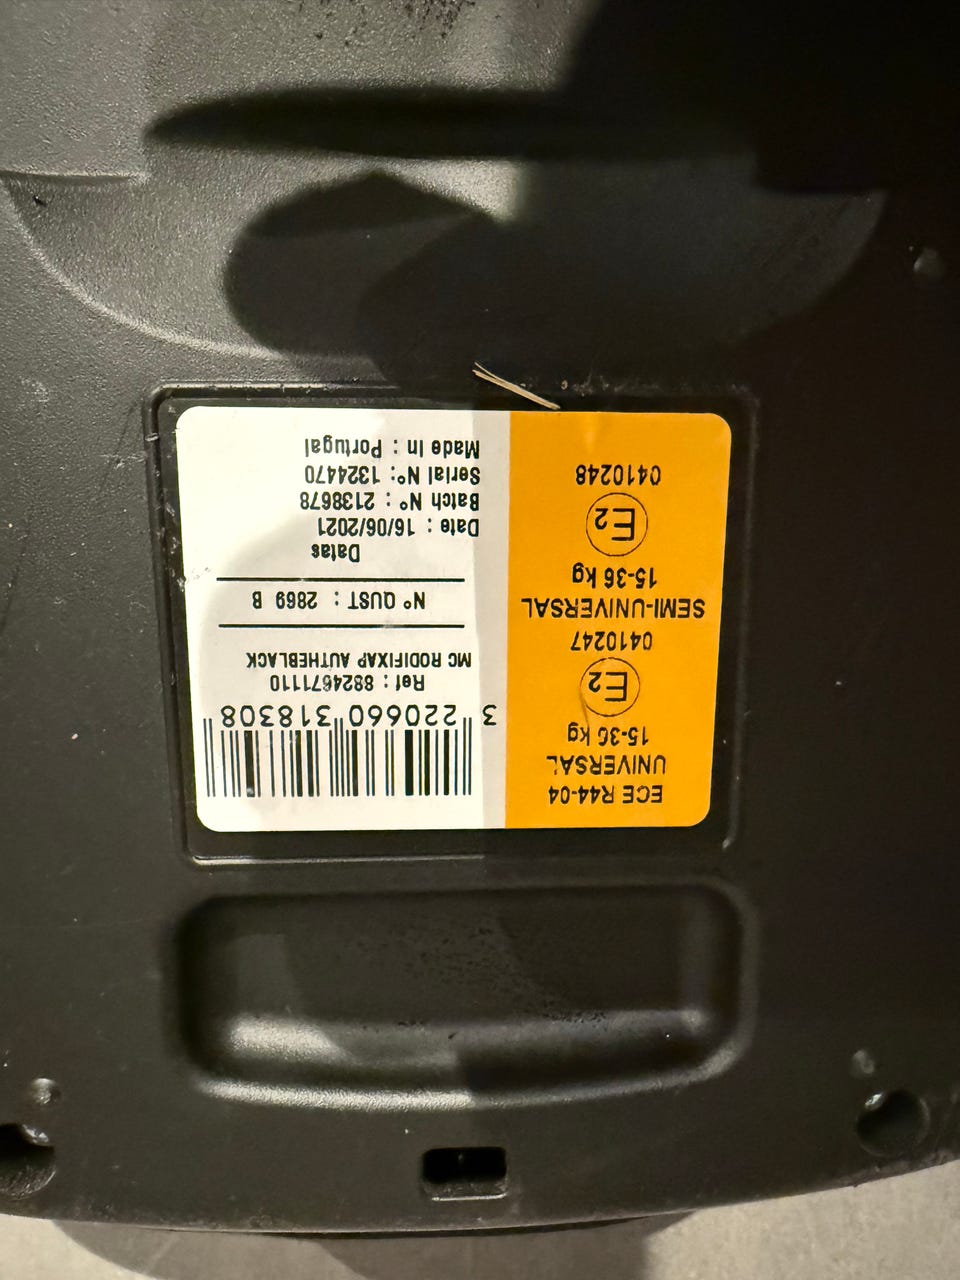 ECE R44-04
UNIVERSAL
15-36 kg
E2
0410247
SEMI-UNIVERSAL
15-36 kg
E2
0410248
3 220660 318308
Ref : 8824671110
MC RODIFIXAP AUTHEBLACK
N° QUST : 2869 B
Datas
Date : 16/06/2021
Batch N° : 2138678
Serial N°: 1324470
Made In : Portugal